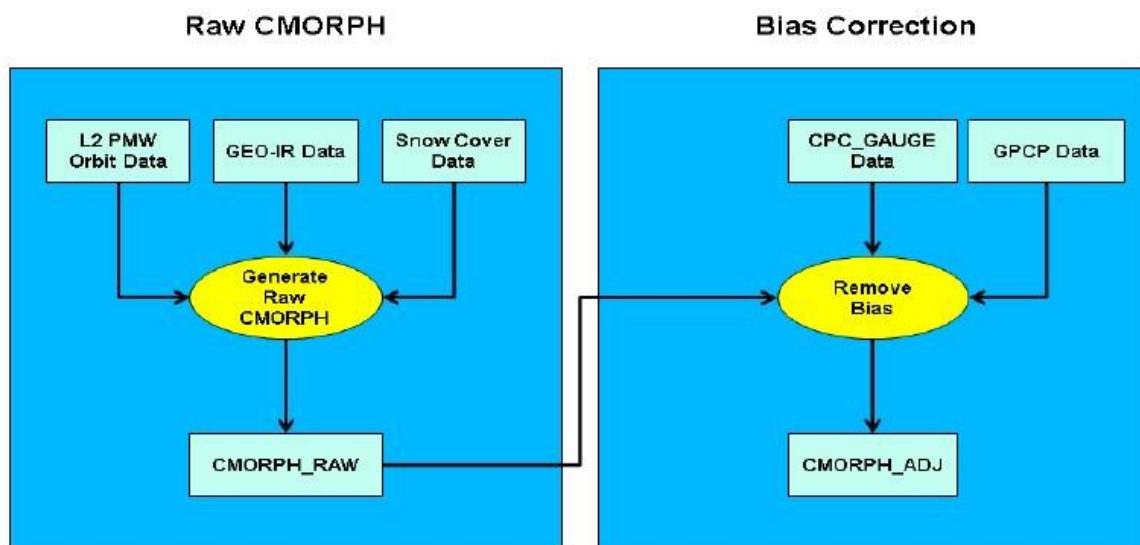 Raw CMORPH
Bias Correction
L2 PMW
Orbit Data
GEO-IR Data
Snow Cover
Data
CPC_GAUGE
Data
GPCP Data
Generate
Raw
CMORPH
Remove
Bias
CMORPH_RAW
CMORPH_ADJ